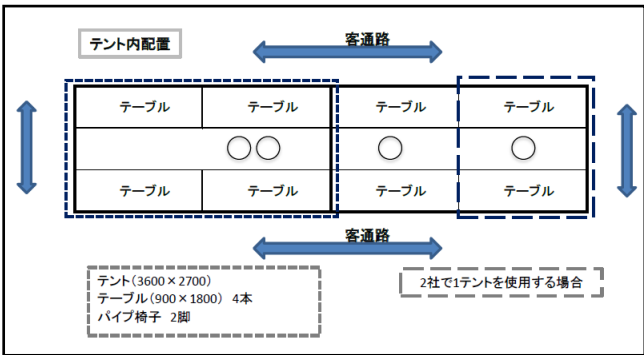 テント内配置
客通路
テーブル テーブル テーブル テーブル
テーブル テーブル テーブル テーブル
客通路
テント(3600×2700)
テーブル(900×1800) 4本
パイプ椅子 2脚
2社で1テントを使用する場合